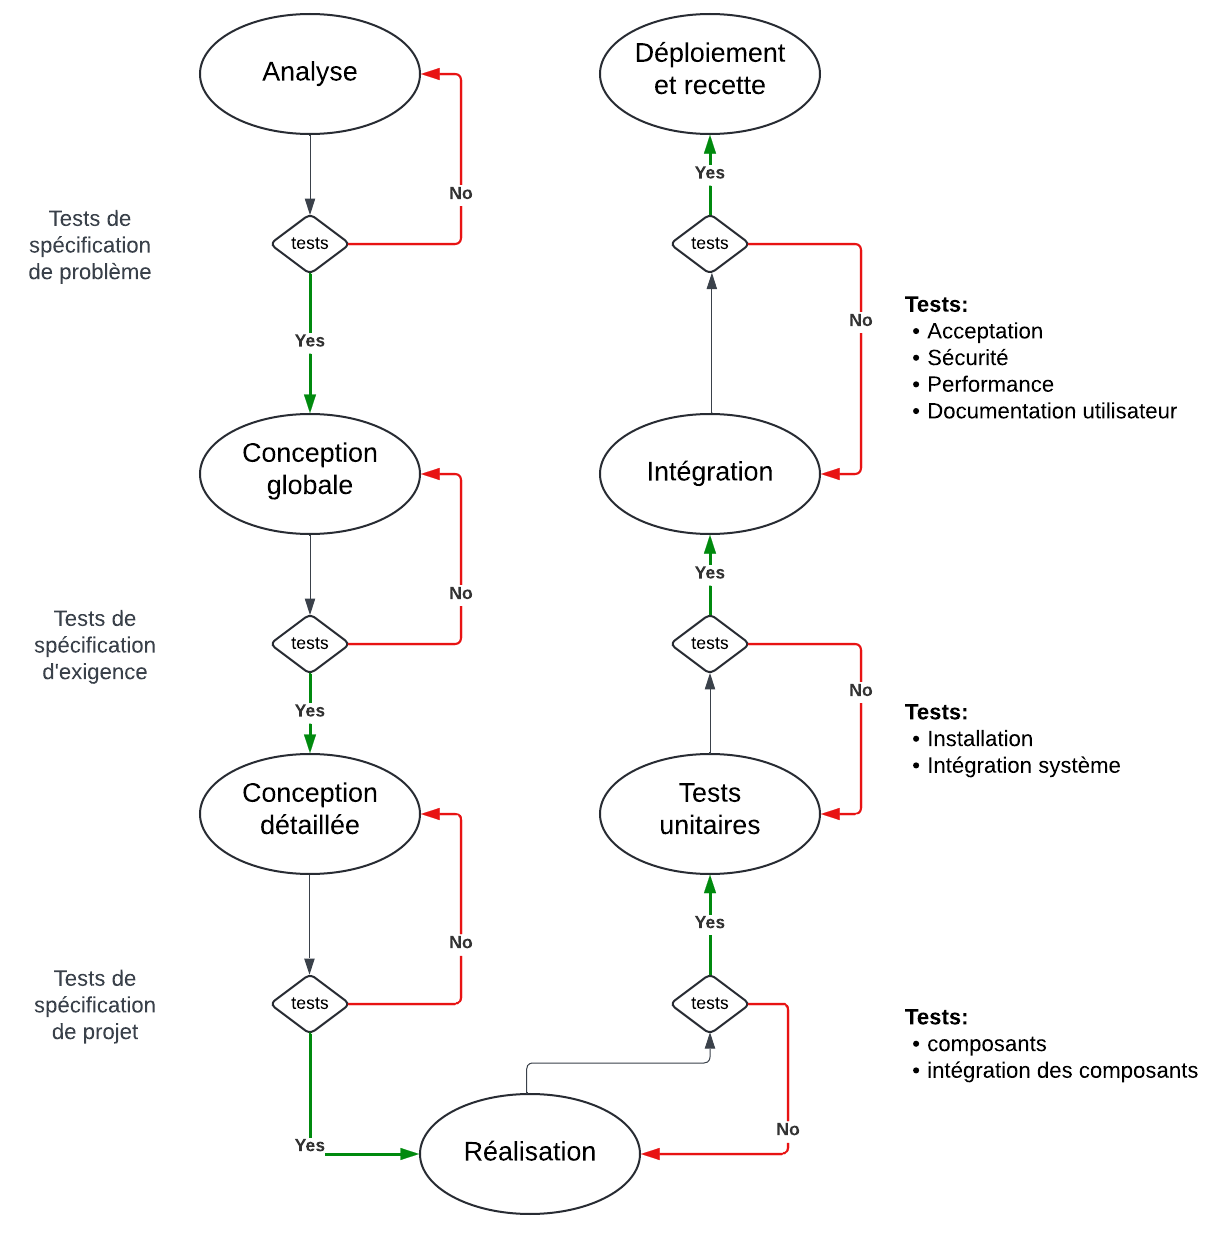 Analyse
No
tests
Tests de
spécification
de problème
Yes
Conception
globale
No
tests
Tests de
spécification
d'exigence
Yes
Conception
détaillée
No
tests
Tests de
spécification
de projet
Yes
Réalisation
No
tests
Tests:
• composants
• intégration des composants
Yes
Tests
unitaires
No
tests
Tests:
• Installation
• Intégration système
Yes
Intégration
No
tests
Tests:
• Acceptation
• Sécurité
• Performance
• Documentation utilisateur
Yes
Déploiement
et recette